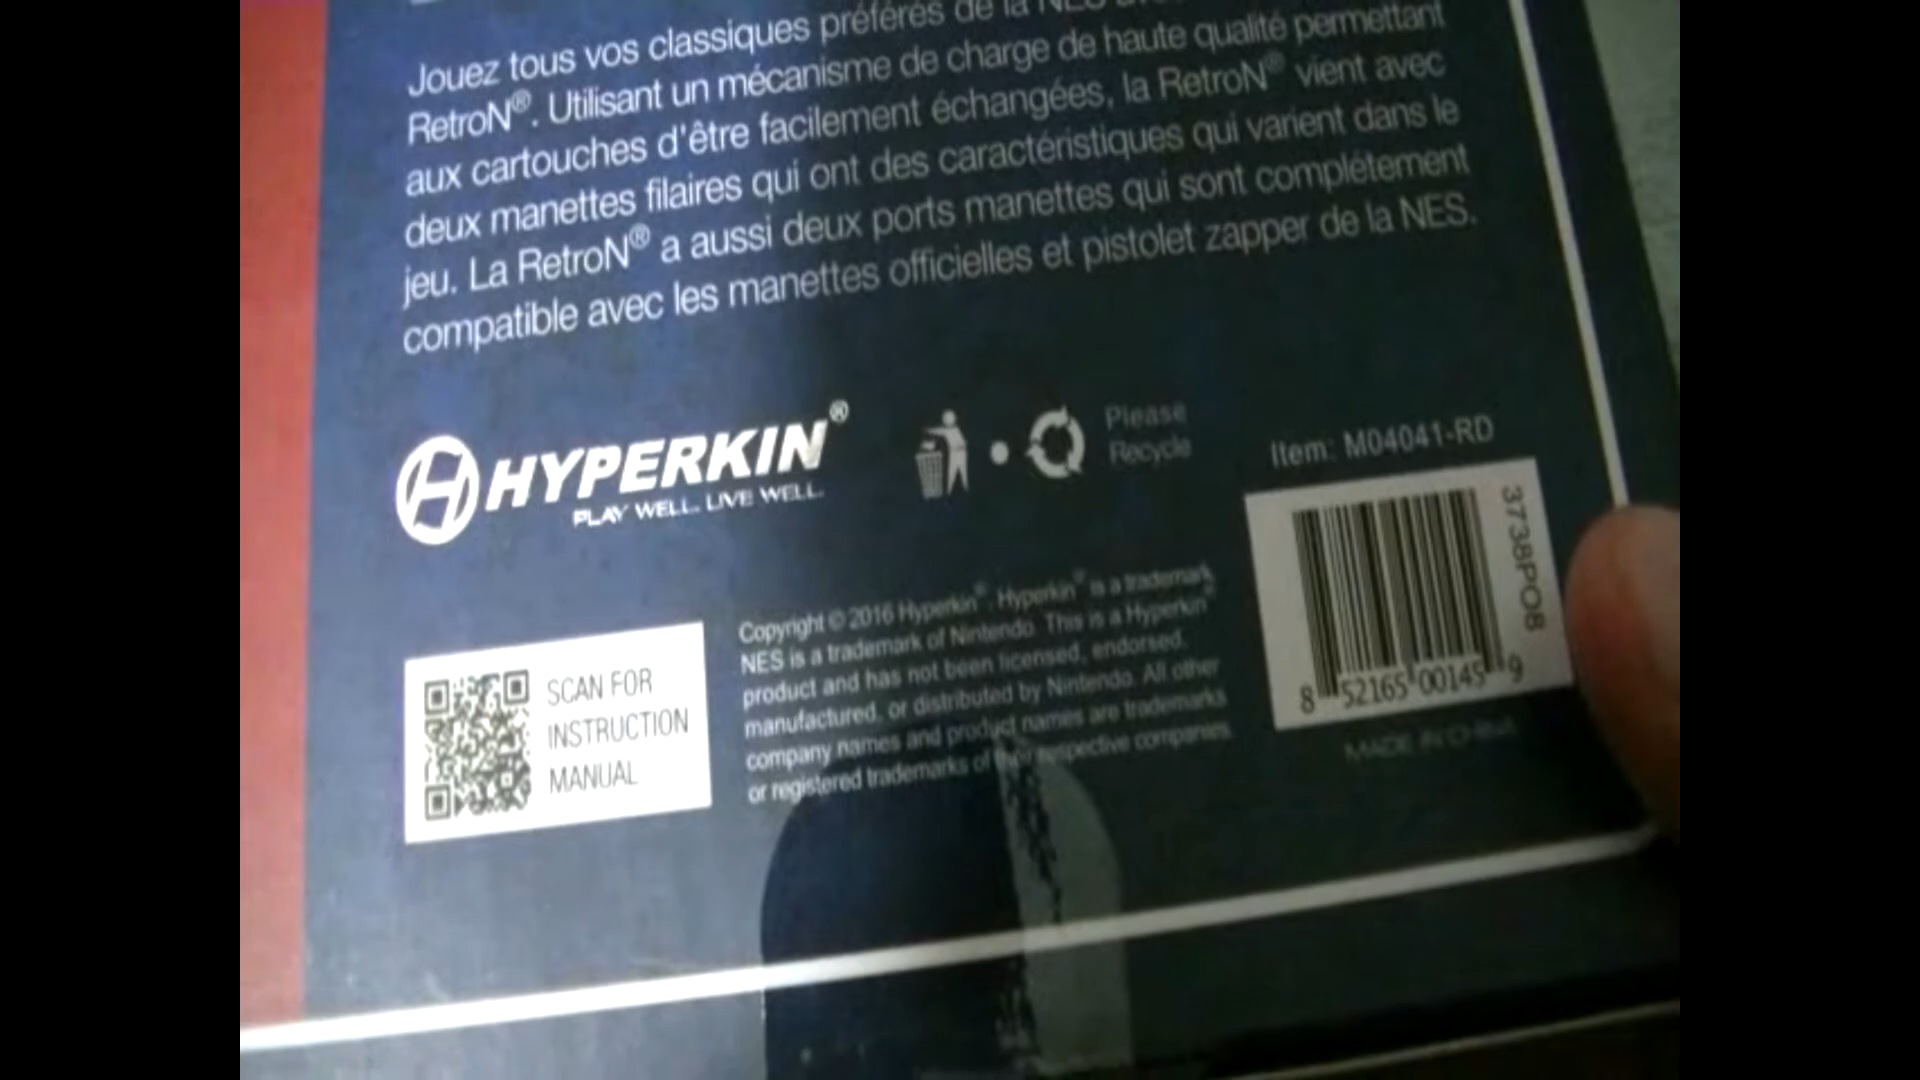 Jouez tous vos classiques préférés de la NES
RetroN®. Utilisant un mécanisme de charge de haute qualité permettant
aux cartouches d'être facilement échangées, la RetroN® vient avec
deux manettes filaires qui ont des caractéristiques qui varient dans le
jeu. La RetroN® a aussi deux ports manettes qui sont complétement
compatible avec les manettes officielles et pistolet zapper de la NES.
HYPERKIN®
PLAY WELL. LIVE WELL.
Please
Recycle
Item: M04041-RD
3738PO8
8 52165 00145 9
MADE IN CHINA
SCAN FOR
INSTRUCTION
MANUAL
Copyright © 2016 Hyperkin®. Hyperkin® is a trademark
NES is a trademark of Nintendo. This is a Hyperkin®
product and has not been licensed, endorsed,
manufactured, or distributed by Nintendo. All other
company names and product names are trademarks
or registered trademarks of their respective companies.